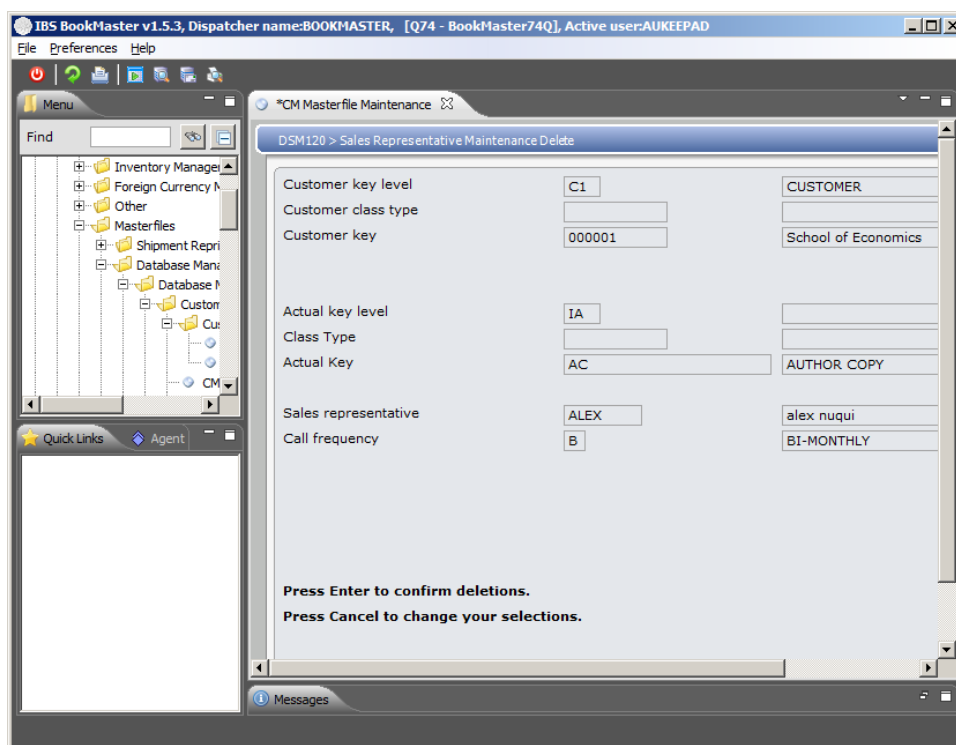 IBS BookMaster v1.5.3, Dispatcher name:BOOKMASTER, [Q74 - BookMaster74Q], Active user:AUKEEPAD
File Preferences Help
Menu
*CM Masterfile Maintenance
Find
DSM120 > Sales Representative Maintenance Delete
Inventory Manager
Foreign Currency M
Other
Masterfiles
Shipment Repri
Database Mana
Database M
Custom
Cus
CM
Customer key level C1 CUSTOMER
Customer class type
Customer key 000001 School of Economics
Actual key level IA
Class Type
Actual Key AC AUTHOR COPY
Sales representative ALEX alex nuqui
Call frequency B BI-MONTHLY
Quick Links Agent
Press Enter to confirm deletions.
Press Cancel to change your selections.
Messages